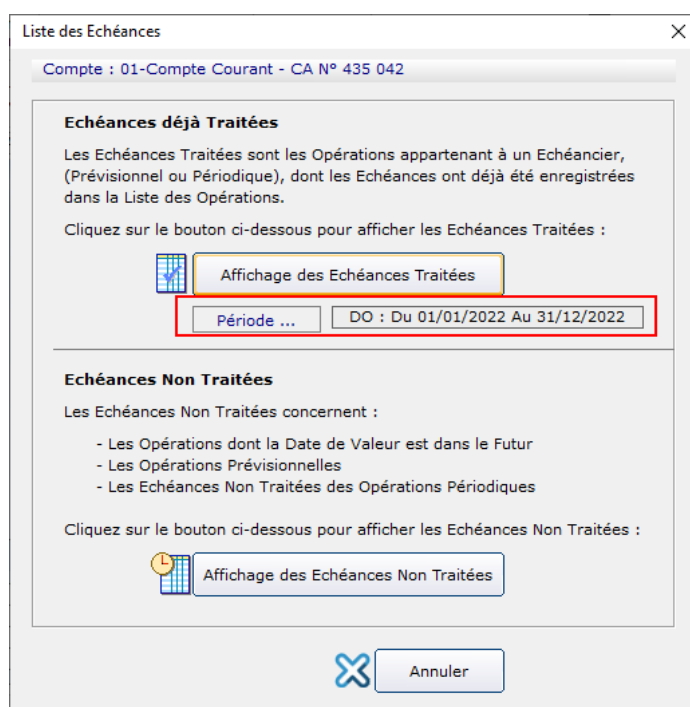 Liste des Echéances
Compte : 01-Compte Courant - CA N° 435 042
Echéances déjà Traitées
Les Echéances Traitées sont les Opérations appartenant à un Echéancier,
(Prévisionnel ou Périodique), dont les Echéances ont déjà été enregistrées
dans la Liste des Opérations.
Cliquez sur le bouton ci-dessous pour afficher les Echéances Traitées :
Affichage des Echéances Traitées
Période ... DO : Du 01/01/2022 Au 31/12/2022
Echéances Non Traitées
Les Echéances Non Traitées concernent :
- Les Opérations dont la Date de Valeur est dans le Futur
- Les Opérations Prévisionnelles
- Les Echéances Non Traitées des Opérations Périodiques
Cliquez sur le bouton ci-dessous pour afficher les Echéances Non Traitées :
Affichage des Echéances Non Traitées
Annuler